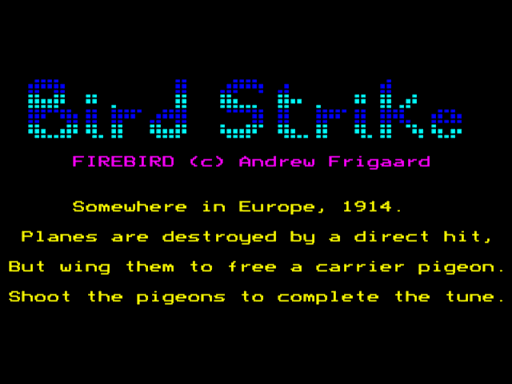 Bird Strike
FIREBIRD (c) Andrew Frigaard
Somewhere in Europe, 1914.
Planes are destroyed by a direct hit,
But wing them to free a carrier pigeon.
Shoot the pigeons to complete the tune.